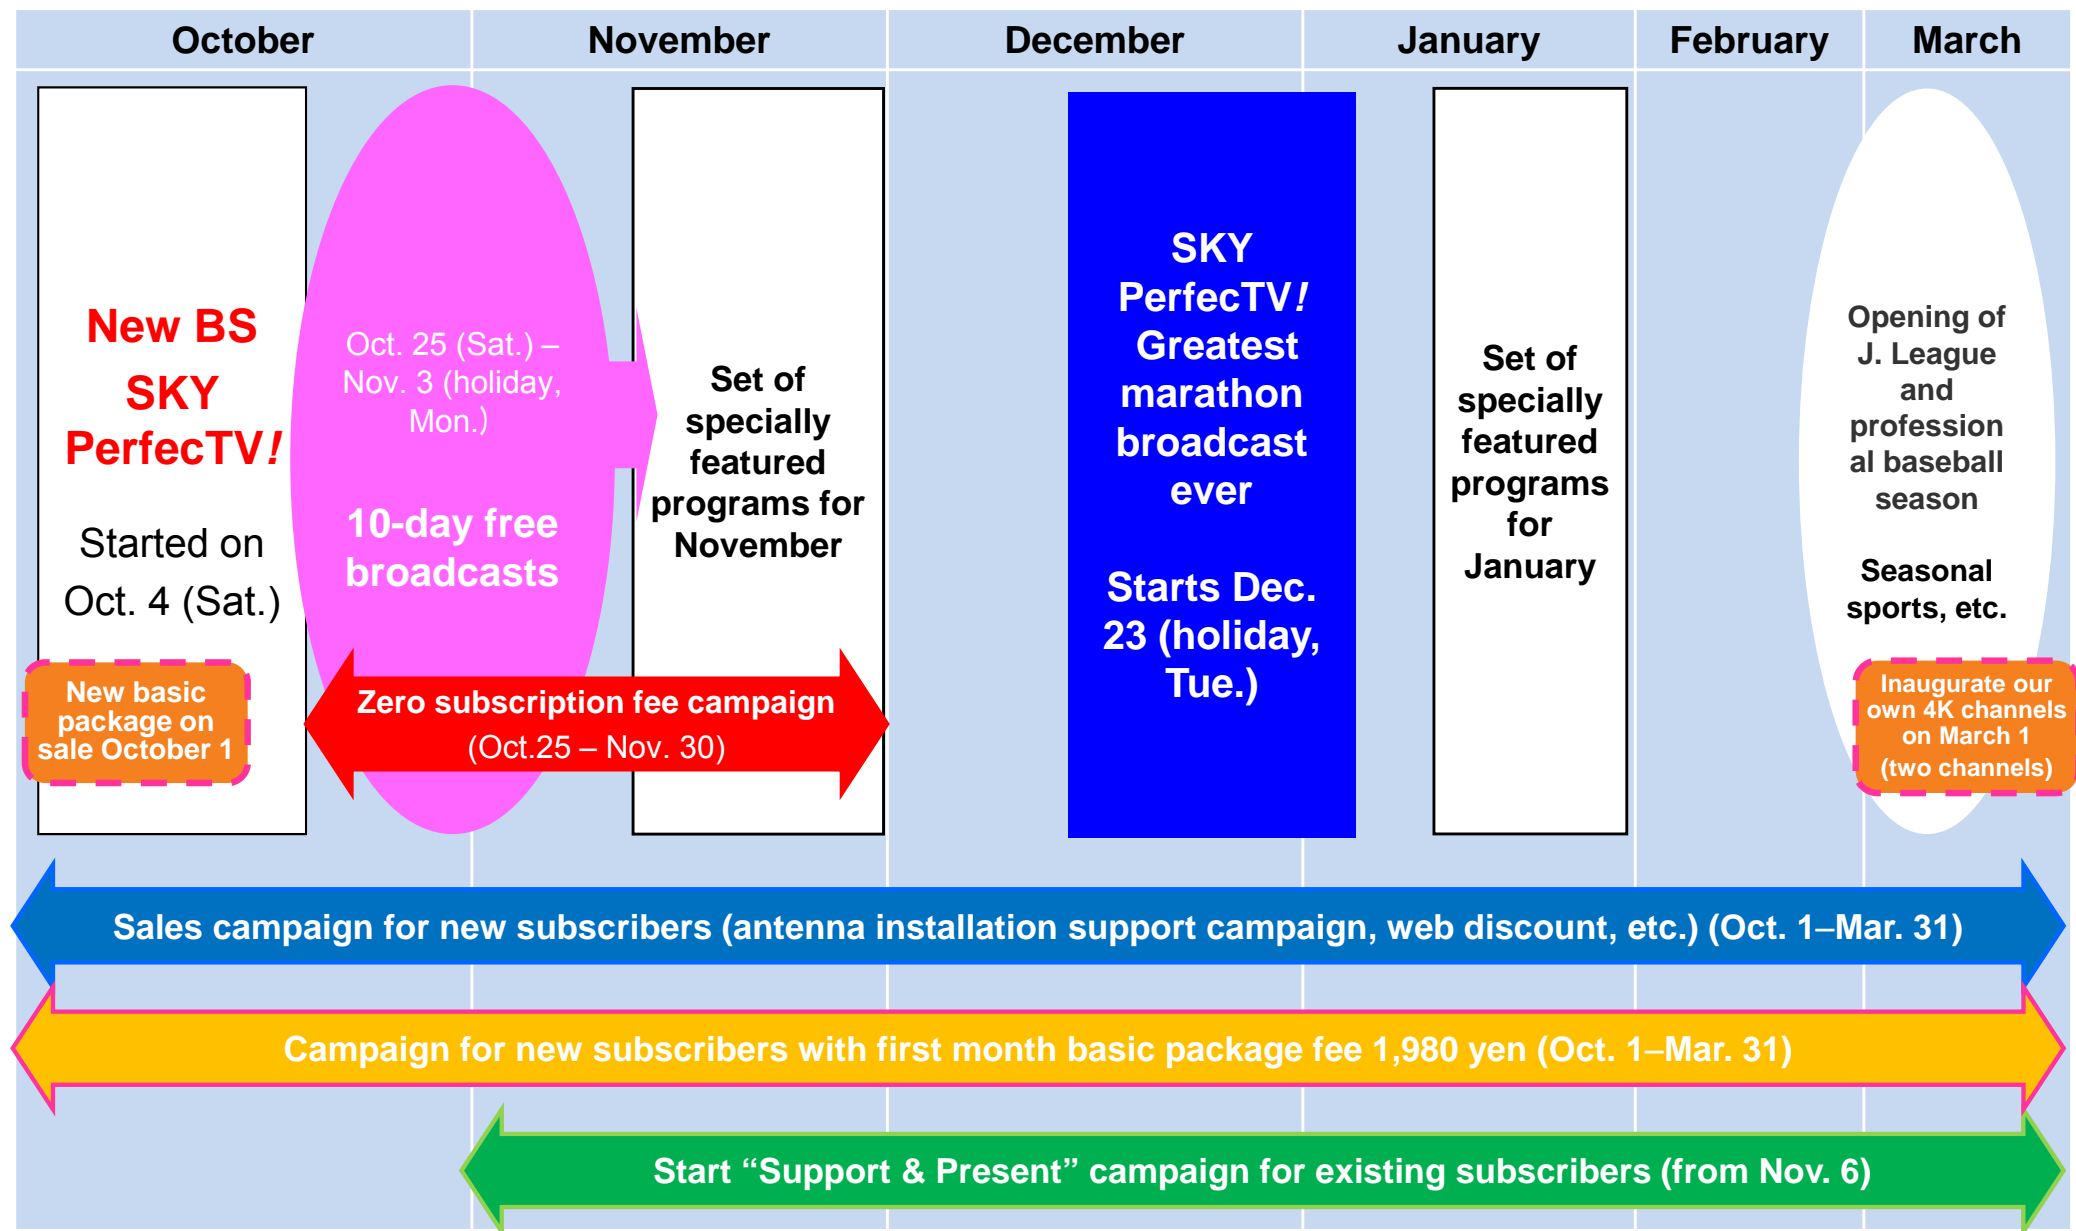 October
November
December
January
February
March
New BS
SKY
PerfecTV!
Started on
Oct. 4 (Sat.)
New basic
package on
sale October 1
Oct. 25 (Sat.) –
Nov. 3 (holiday,
Mon.)
10-day free
broadcasts
Zero subscription fee campaign
(Oct.25 – Nov. 30)
Set of
specially
featured
programs for
November
SKY
PerfecTV!
Greatest
marathon
broadcast
ever
Starts Dec.
23 (holiday,
Tue.)
Set of
specially
featured
programs
for
January
Opening of
J. League
and
profession
al baseball
season
Seasonal
sports, etc.
Inaugurate our
own 4K channels
on March 1
(two channels)
Sales campaign for new subscribers (antenna installation support campaign, web discount, etc.) (Oct. 1–Mar. 31)
Campaign for new subscribers with first month basic package fee 1,980 yen (Oct. 1–Mar. 31)
Start “Support & Present” campaign for existing subscribers (from Nov. 6)